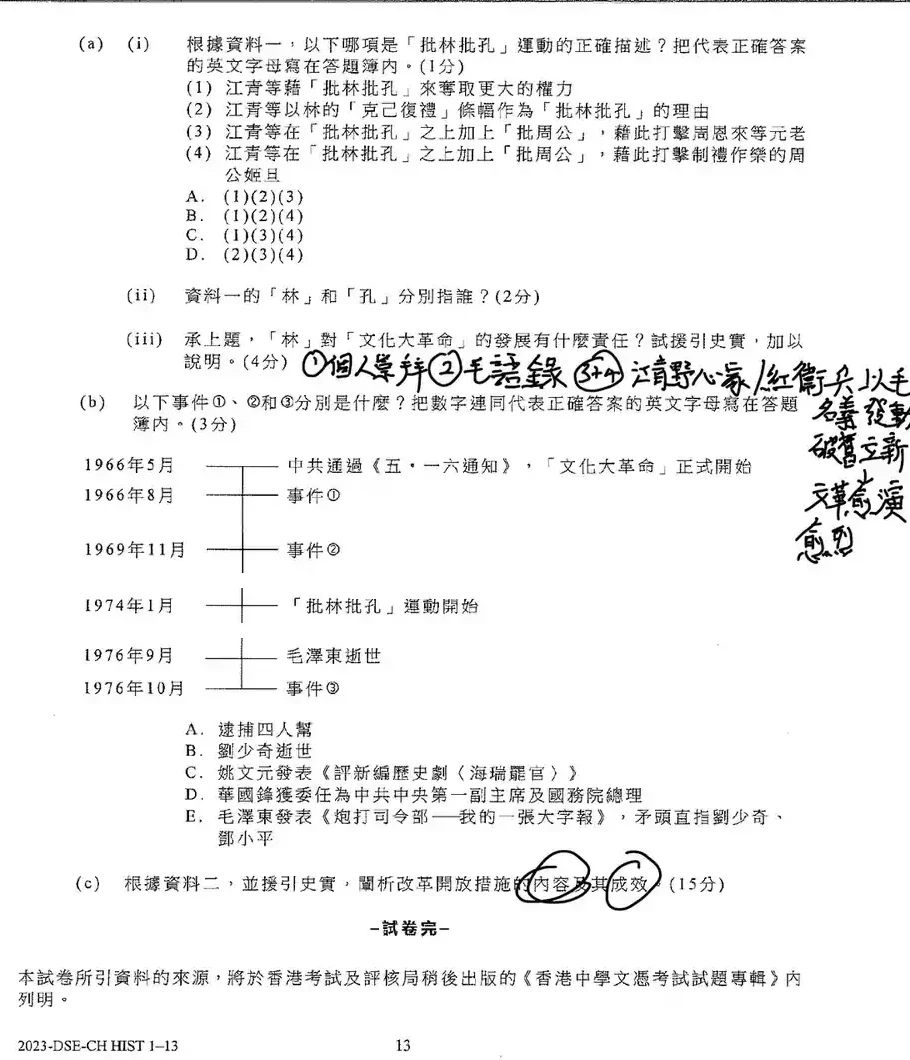 (a) (i) 根據資料一，以下哪項是「批林批孔」運動的正確描述？把代表正確答案
的英文字母寫在答題簿內。(1分)
(1) 江青等藉「批林批孔」來奪取更大的權力
(2) 江青等以林的「克己復禮」條幅作為「批林批孔」的理由
(3) 江青等在「批林批孔」之上加上「批周公」，藉此打擊周恩來等元老
(4) 江青等在「批林批孔」之上加上「批周公」，藉此打擊制禮作樂的周
公姬旦
A. (1)(2)(3)
B. (1)(2)(4)
C. (1)(3)(4)
D. (2)(3)(4)
(ii) 資料一的「林」和「孔」分別指誰？(2分)
(iii) 承上題，「林」對「文化大革命」的發展有什麼責任？試援引史實，加以
說明。(4分) ①個人崇拜②毛語錄 ③+④ 江青野心家/紅衛兵以毛
名義發動
破舊立新
文革愈演
愈烈
(b) 以下事件①、②和③分別是什麼？把數字連同代表正確答案的英文字母寫在答題
簿內。(3分)
1966年5月 中共通過《五·一六通知》，「文化大革命」正式開始
1966年8月 事件①
1969年11月 事件②
1974年1月 「批林批孔」運動開始
1976年9月 毛澤東逝世
1976年10月 事件③
A. 逮捕四人幫
B. 劉少奇逝世
C. 姚文元發表《評新編歷史劇〈海瑞罷官〉》
D. 華國鋒獲委任為中共中央第一副主席及國務院總理
E. 毛澤東發表《炮打司令部──我的一張大字報》，矛頭直指劉少奇、
鄧小平
(c) 根據資料二，並援引史實，闡析改革開放措施的內容及其成效。(15分)
–試卷完–
本試卷所引資料的來源，將於香港考試及評核局稍後出版的《香港中學文憑考試試題專輯》內
列明。
2023-DSE-CH HIST 1–13 13